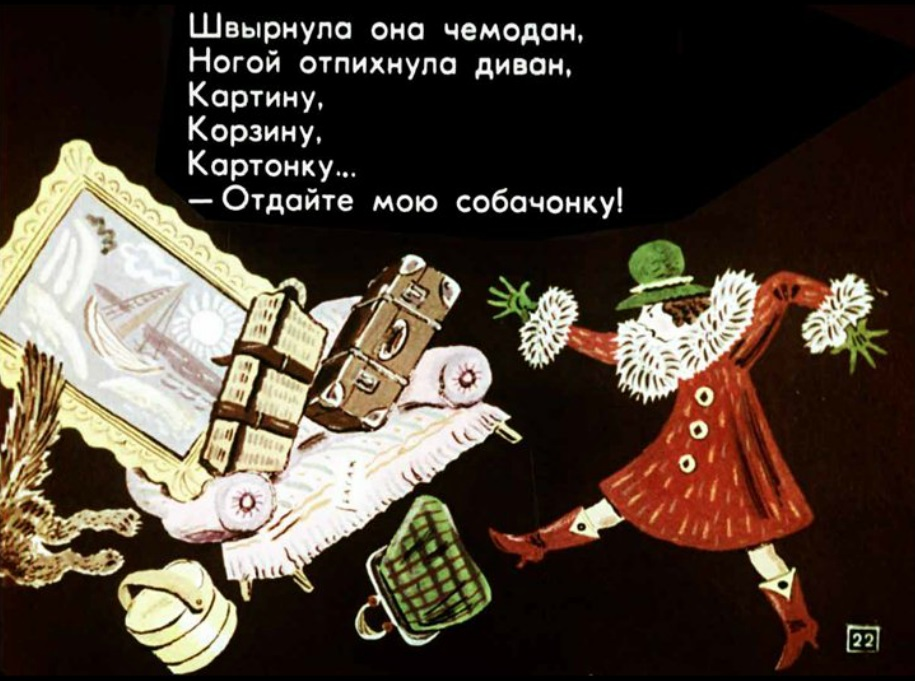 Швырнула она чемодан,
Ногой отпихнула диван,
Картину,
Корзину,
Картонку...
— Отдайте мою собачонку!
22